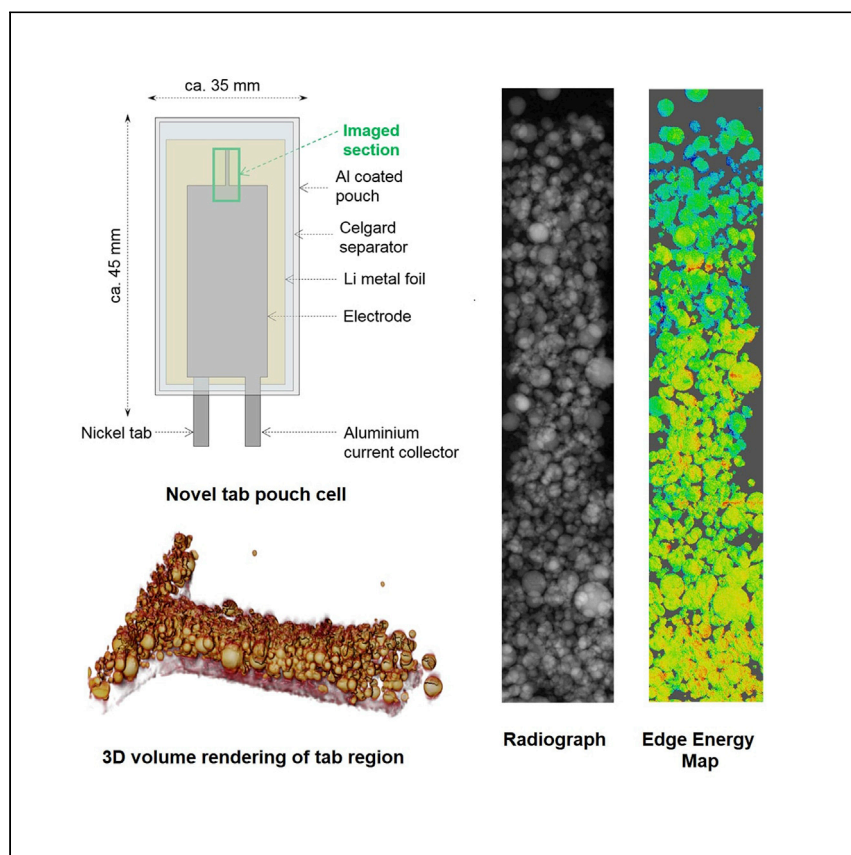 ca. 35 mm
ca. 45 mm
Imaged
section
Al coated
pouch
Celgard
separator
Li metal foil
Electrode
Nickel tab
Aluminium
current collector
Novel tab pouch cell
3D volume rendering of tab region
Radiograph
Edge Energy
Map